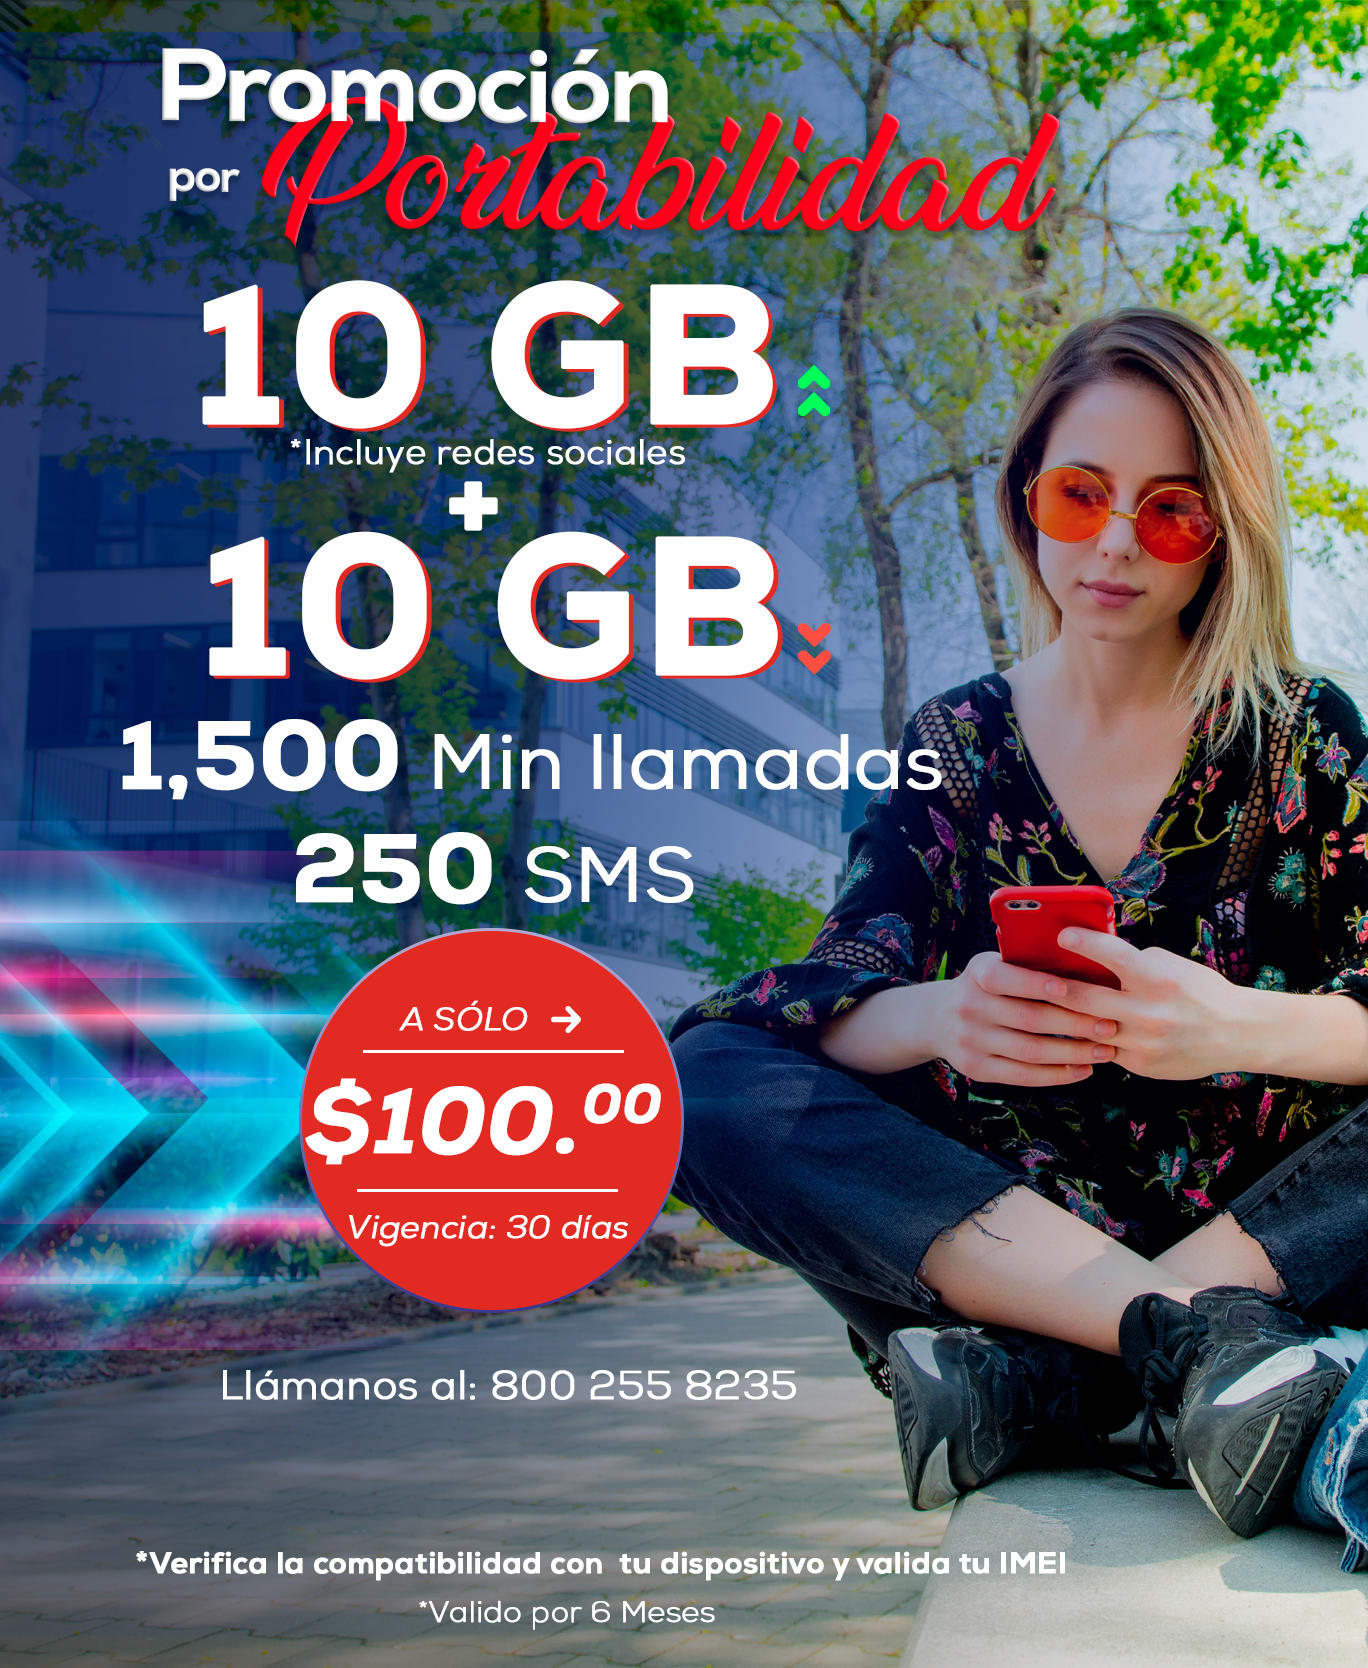 Promoción
por Portabilidad
10 GB
*Incluye redes sociales
+
10 GB
1,500 Min llamadas
250 SMS
A SÓLO →
$100.00
Vigencia: 30 días
Llámanos al: 800 255 8235
*Verifica la compatibilidad con tu dispositivo y valida tu IMEI
*Valido por 6 Meses